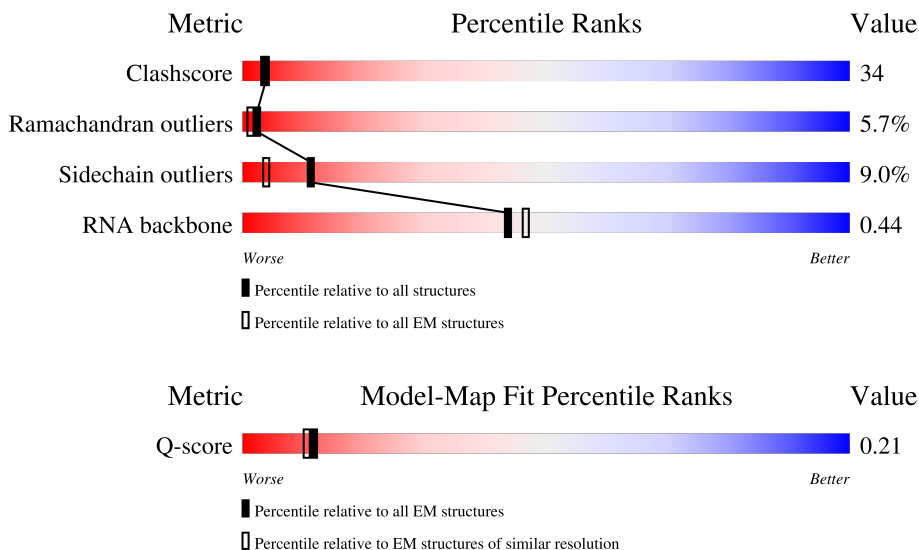 Metric Percentile Ranks Value
Clashscore 34
Ramachandran outliers 5.7%
Sidechain outliers 9.0%
RNA backbone 0.44
Worse Better
Percentile relative to all structures
Percentile relative to all EM structures
Metric Model-Map Fit Percentile Ranks Value
Q-score 0.21
Worse Better
Percentile relative to all EM structures
Percentile relative to EM structures of similar resolution